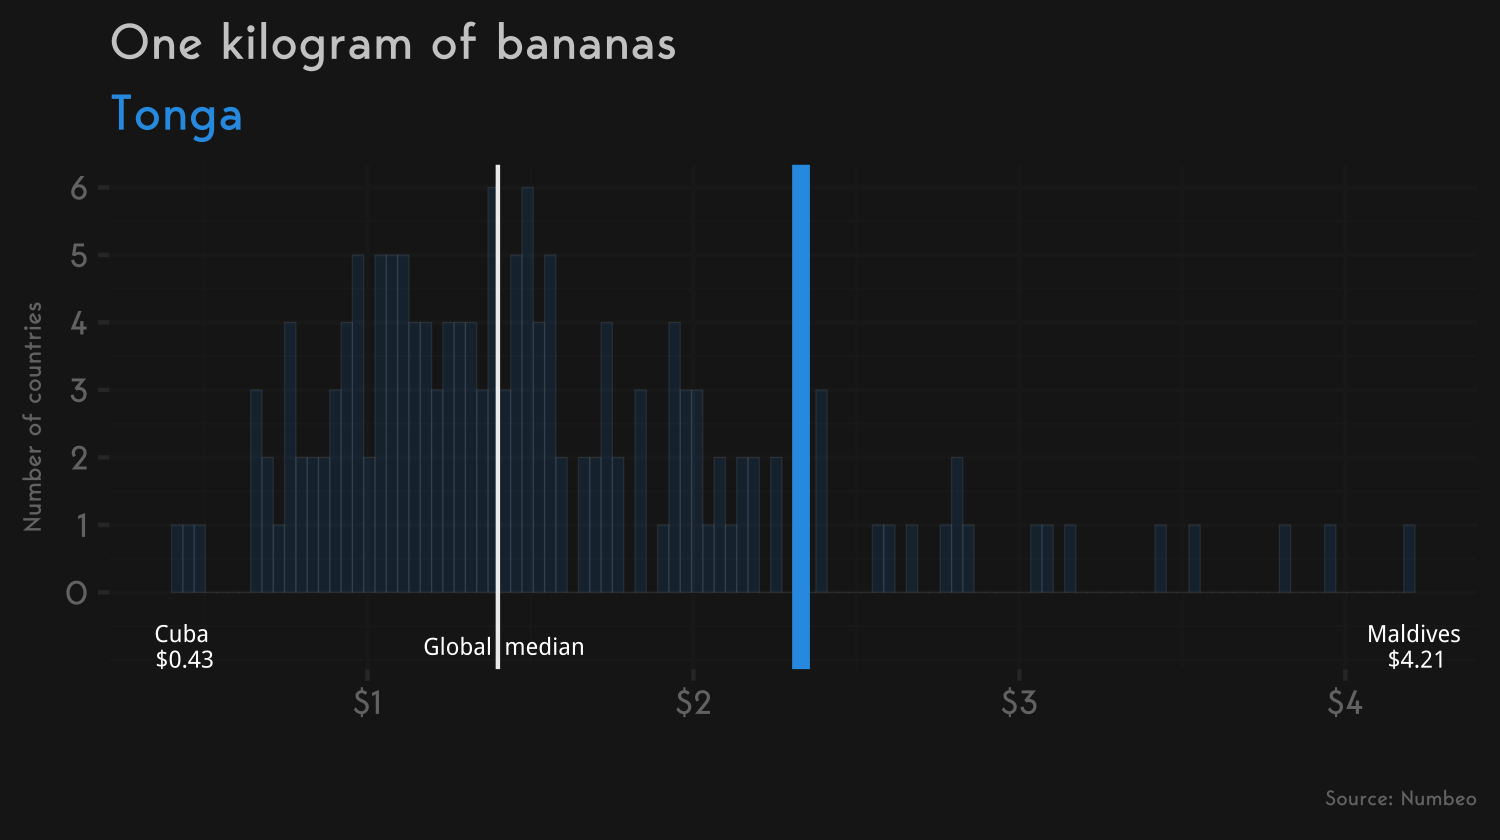 One kilogram of bananas
Tonga
Number of countries
6
5
4
3
2
1
0
Cuba
$0.43
Global median
Maldives
$4.21
$1 $2 $3 $4
Source: Numbeo